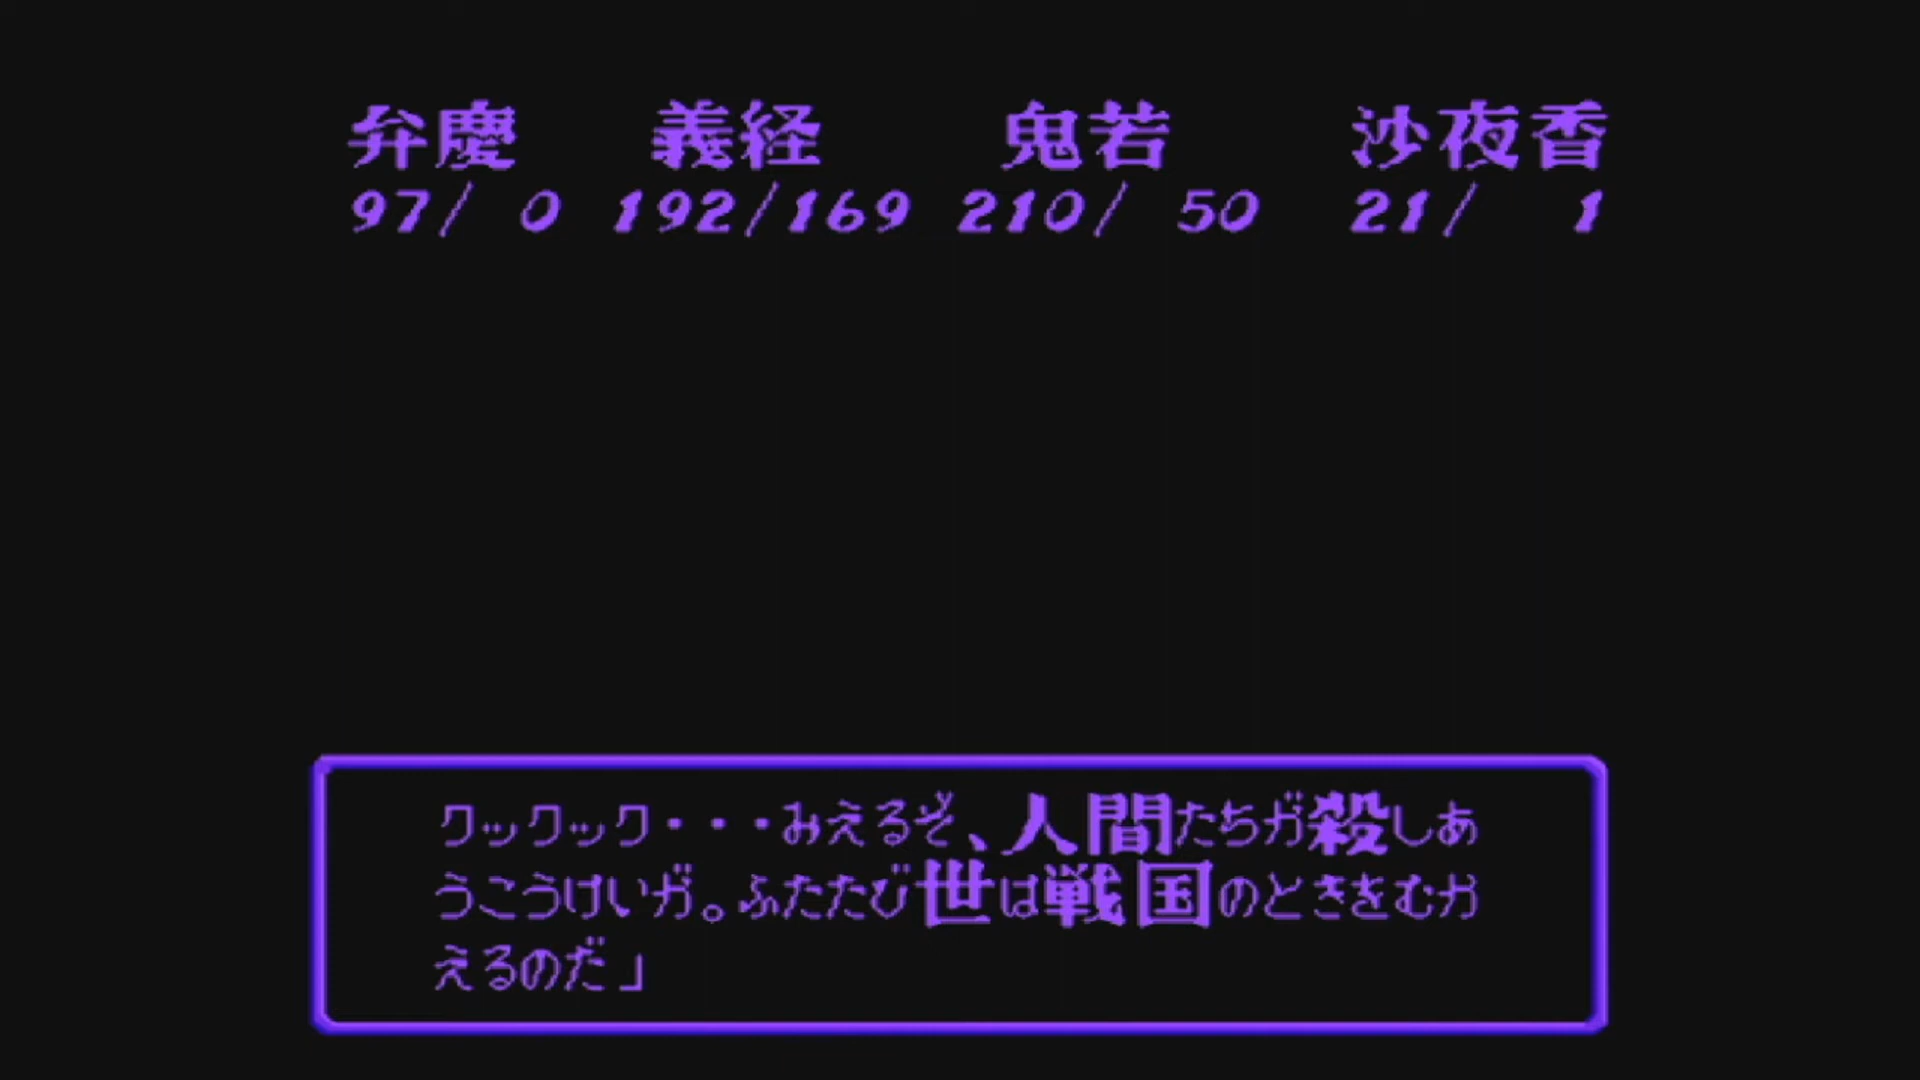 弁慶 義経 鬼若 沙夜香
97/ 0 192/169 210/ 50 21/ 1
クックック・・・みえるぞ、人間たちが殺しあ
うこうけいが。ふたたび世は戦国のときをむか
えるのだ」